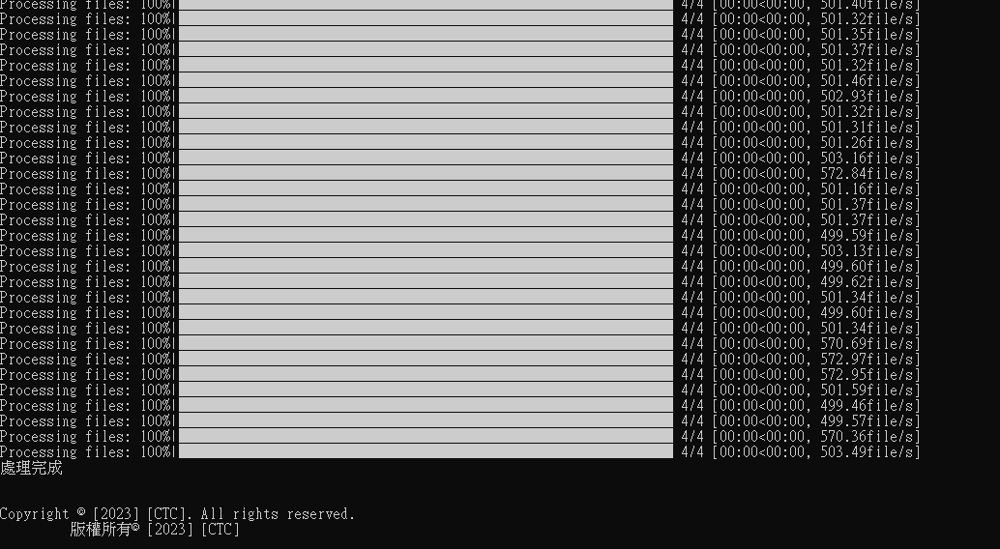 Processing files: 100%| 4/4 [00:00<00:00, 501.40file/s]
Processing files: 100%| 4/4 [00:00<00:00, 501.32file/s]
Processing files: 100%| 4/4 [00:00<00:00, 501.35file/s]
Processing files: 100%| 4/4 [00:00<00:00, 501.37file/s]
Processing files: 100%| 4/4 [00:00<00:00, 501.32file/s]
Processing files: 100%| 4/4 [00:00<00:00, 501.46file/s]
Processing files: 100%| 4/4 [00:00<00:00, 502.93file/s]
Processing files: 100%| 4/4 [00:00<00:00, 501.32file/s]
Processing files: 100%| 4/4 [00:00<00:00, 501.31file/s]
Processing files: 100%| 4/4 [00:00<00:00, 501.26file/s]
Processing files: 100%| 4/4 [00:00<00:00, 503.16file/s]
Processing files: 100%| 4/4 [00:00<00:00, 572.84file/s]
Processing files: 100%| 4/4 [00:00<00:00, 501.16file/s]
Processing files: 100%| 4/4 [00:00<00:00, 501.37file/s]
Processing files: 100%| 4/4 [00:00<00:00, 501.37file/s]
Processing files: 100%| 4/4 [00:00<00:00, 499.59file/s]
Processing files: 100%| 4/4 [00:00<00:00, 503.13file/s]
Processing files: 100%| 4/4 [00:00<00:00, 499.60file/s]
Processing files: 100%| 4/4 [00:00<00:00, 499.62file/s]
Processing files: 100%| 4/4 [00:00<00:00, 501.34file/s]
Processing files: 100%| 4/4 [00:00<00:00, 499.60file/s]
Processing files: 100%| 4/4 [00:00<00:00, 501.34file/s]
Processing files: 100%| 4/4 [00:00<00:00, 570.69file/s]
Processing files: 100%| 4/4 [00:00<00:00, 572.97file/s]
Processing files: 100%| 4/4 [00:00<00:00, 572.95file/s]
Processing files: 100%| 4/4 [00:00<00:00, 501.59file/s]
Processing files: 100%| 4/4 [00:00<00:00, 499.46file/s]
Processing files: 100%| 4/4 [00:00<00:00, 499.57file/s]
Processing files: 100%| 4/4 [00:00<00:00, 570.36file/s]
Processing files: 100%| 4/4 [00:00<00:00, 503.49file/s]
處理完成
Copyright © [2023] [CTC]. All rights reserved.
版權所有© [2023] [CTC]